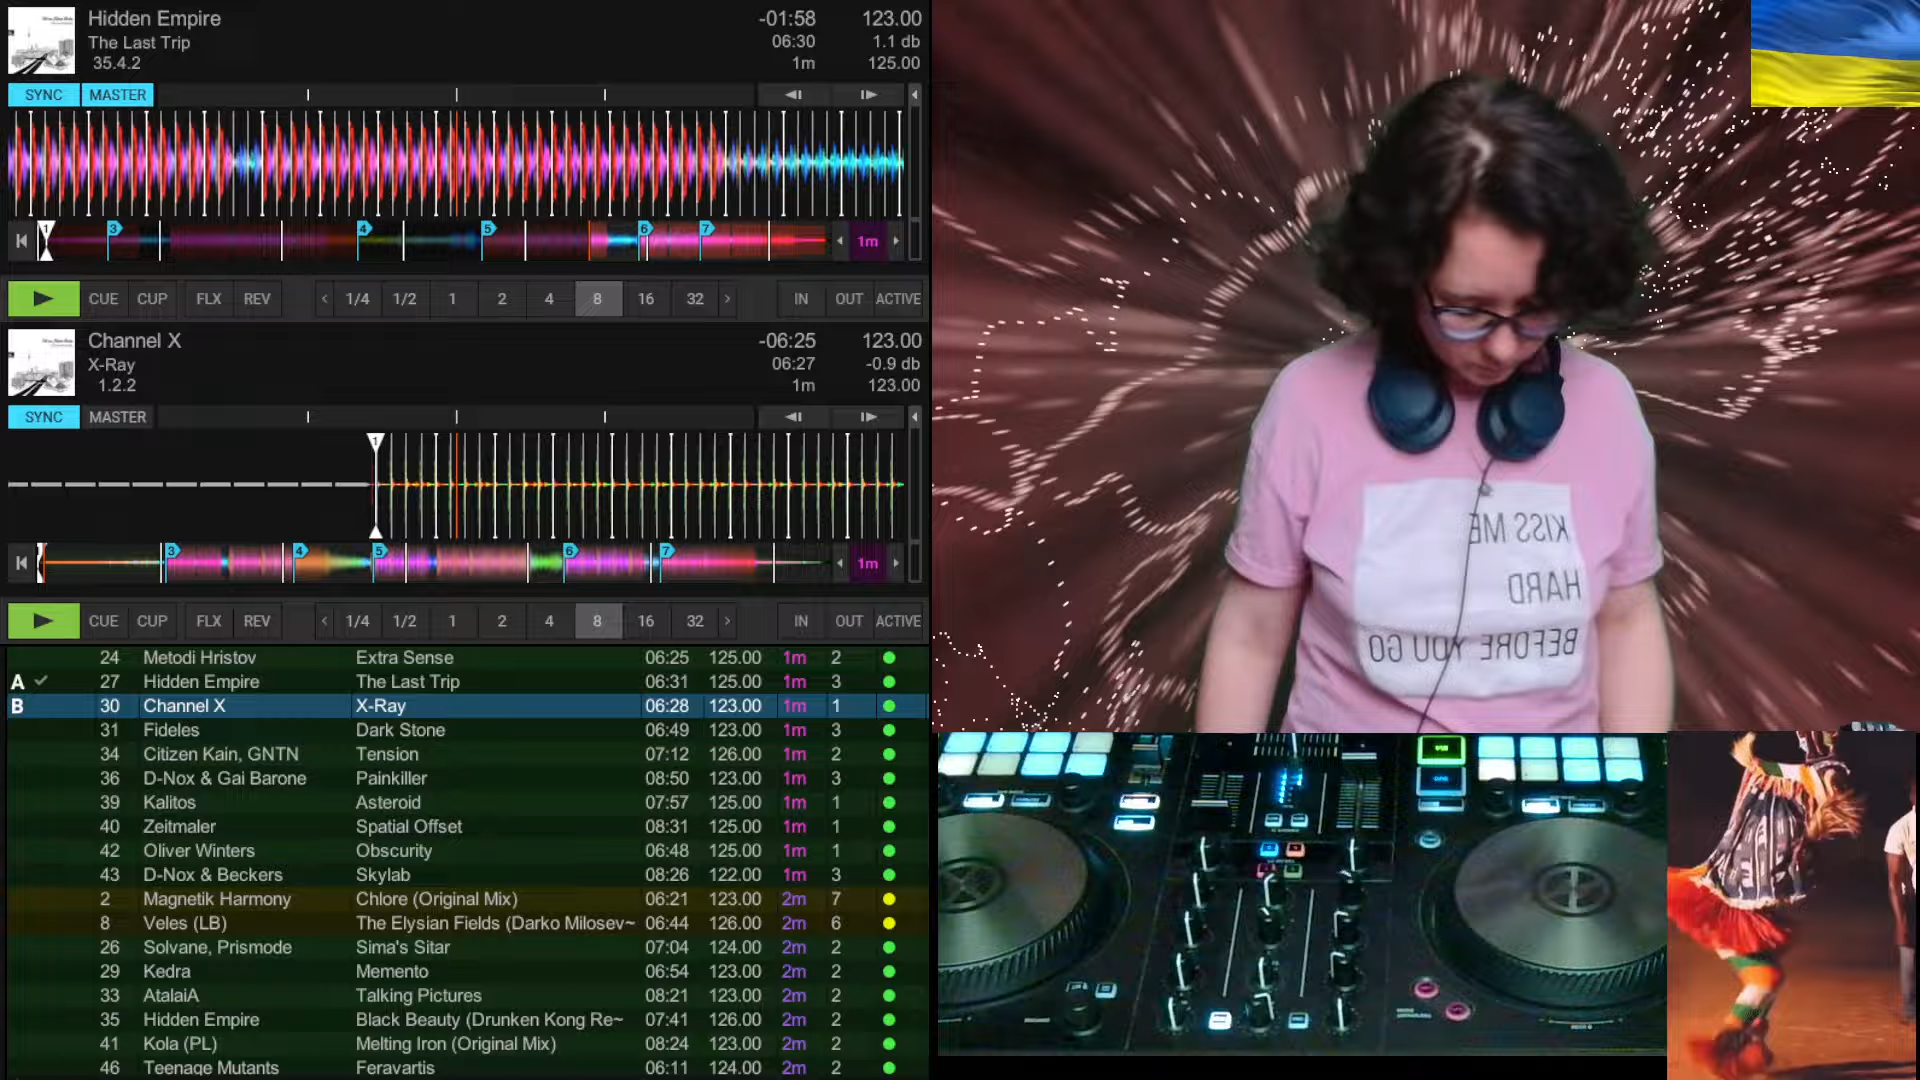 Hidden Empire -01:58 123.00
The Last Trip 06:30 1.1 db
35.4.2 1m 125.00
SYNC MASTER
1 3 4 5 6 7
1m
CUE CUP FLX REV 1/4 1/2 1 2 4 8 16 32 IN OUT ACTIVE
Channel X -06:25 123.00
X-Ray 06:27 -0.9 db
1.2.2 1m 123.00
SYNC MASTER
1
3 4 5 6 7
1m
CUE CUP FLX REV 1/4 1/2 1 2 4 8 16 32 IN OUT ACTIVE
24 Metodi Hristov Extra Sense 06:25 125.00 1m 2
A 27 Hidden Empire The Last Trip 06:31 125.00 1m 3
B 30 Channel X X-Ray 06:28 123.00 1m 1
31 Fideles Dark Stone 06:49 123.00 1m 3
34 Citizen Kain, GNTN Tension 07:12 126.00 1m 2
36 D-Nox & Gai Barone Painkiller 08:50 123.00 1m 3
39 Kalitos Asteroid 07:57 125.00 1m 1
40 Zeitmaler Spatial Offset 08:31 125.00 1m 1
42 Oliver Winters Obscurity 06:48 125.00 1m 1
43 D-Nox & Beckers Skylab 08:26 122.00 1m 3
2 Magnetik Harmony Chlore (Original Mix) 06:21 123.00 2m 7
8 Veles (LB) The Elysian Fields (Darko Milosev~ 06:44 126.00 2m 6
26 Solvane, Prismode Sima's Sitar 07:04 124.00 2m 2
29 Kedra Memento 06:54 123.00 2m 2
33 AtalaiA Talking Pictures 08:21 123.00 2m 2
35 Hidden Empire Black Beauty (Drunken Kong Re~ 07:41 126.00 2m 2
41 Kola (PL) Melting Iron (Original Mix) 08:24 123.00 2m 2
46 Teenage Mutants Feravartis 06:11 124.00 2m 2
KISS ME
HARD
BEFORE YOU GO